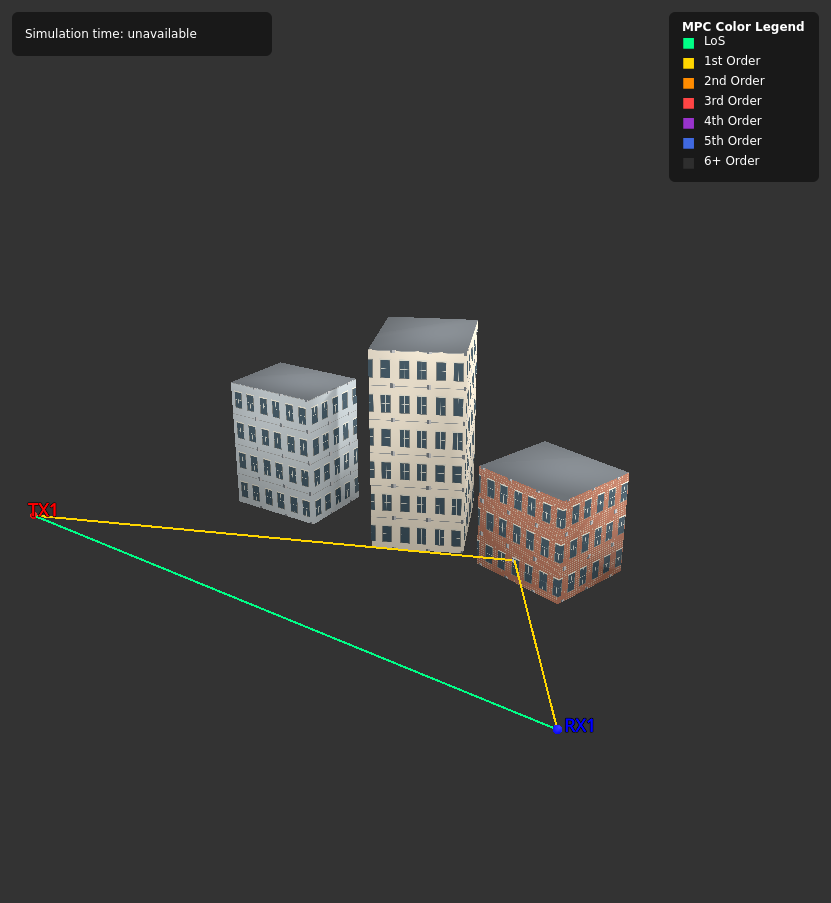 Simulation time: unavailable
MPC Color Legend
LoS
1st Order
2nd Order
3rd Order
4th Order
5th Order
6+ Order
TX1
RX1